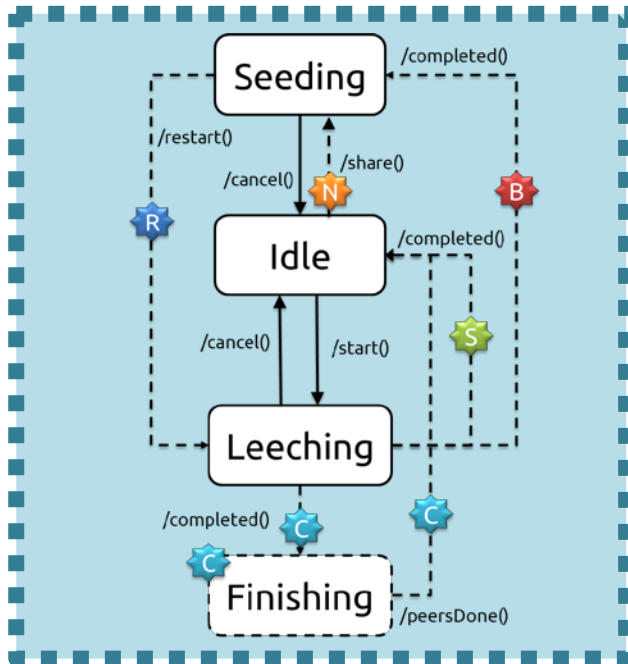 /completed()
Seeding
/restart()
/share()
/cancel()
N
B
R
/completed()
Idle
S
/cancel()
/start()
Leeching
/completed()
C
C
C
Finishing
/peersDone()